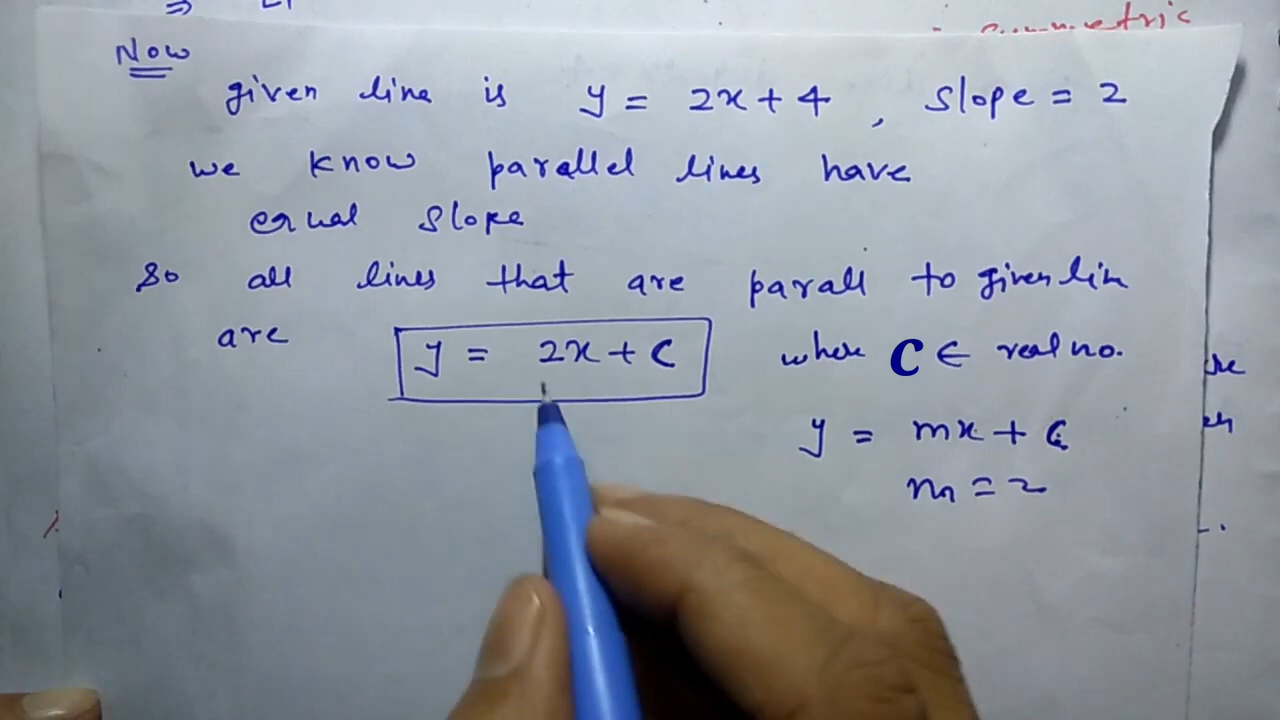 ⇒
symmetric
Now
given line is y = 2x + 4 , slope = 2
we know parallel lines have
equal slope
So all lines that are parall to given lin
are y = 2x + c where C ∈ real no.
y = mx + c
m = 2